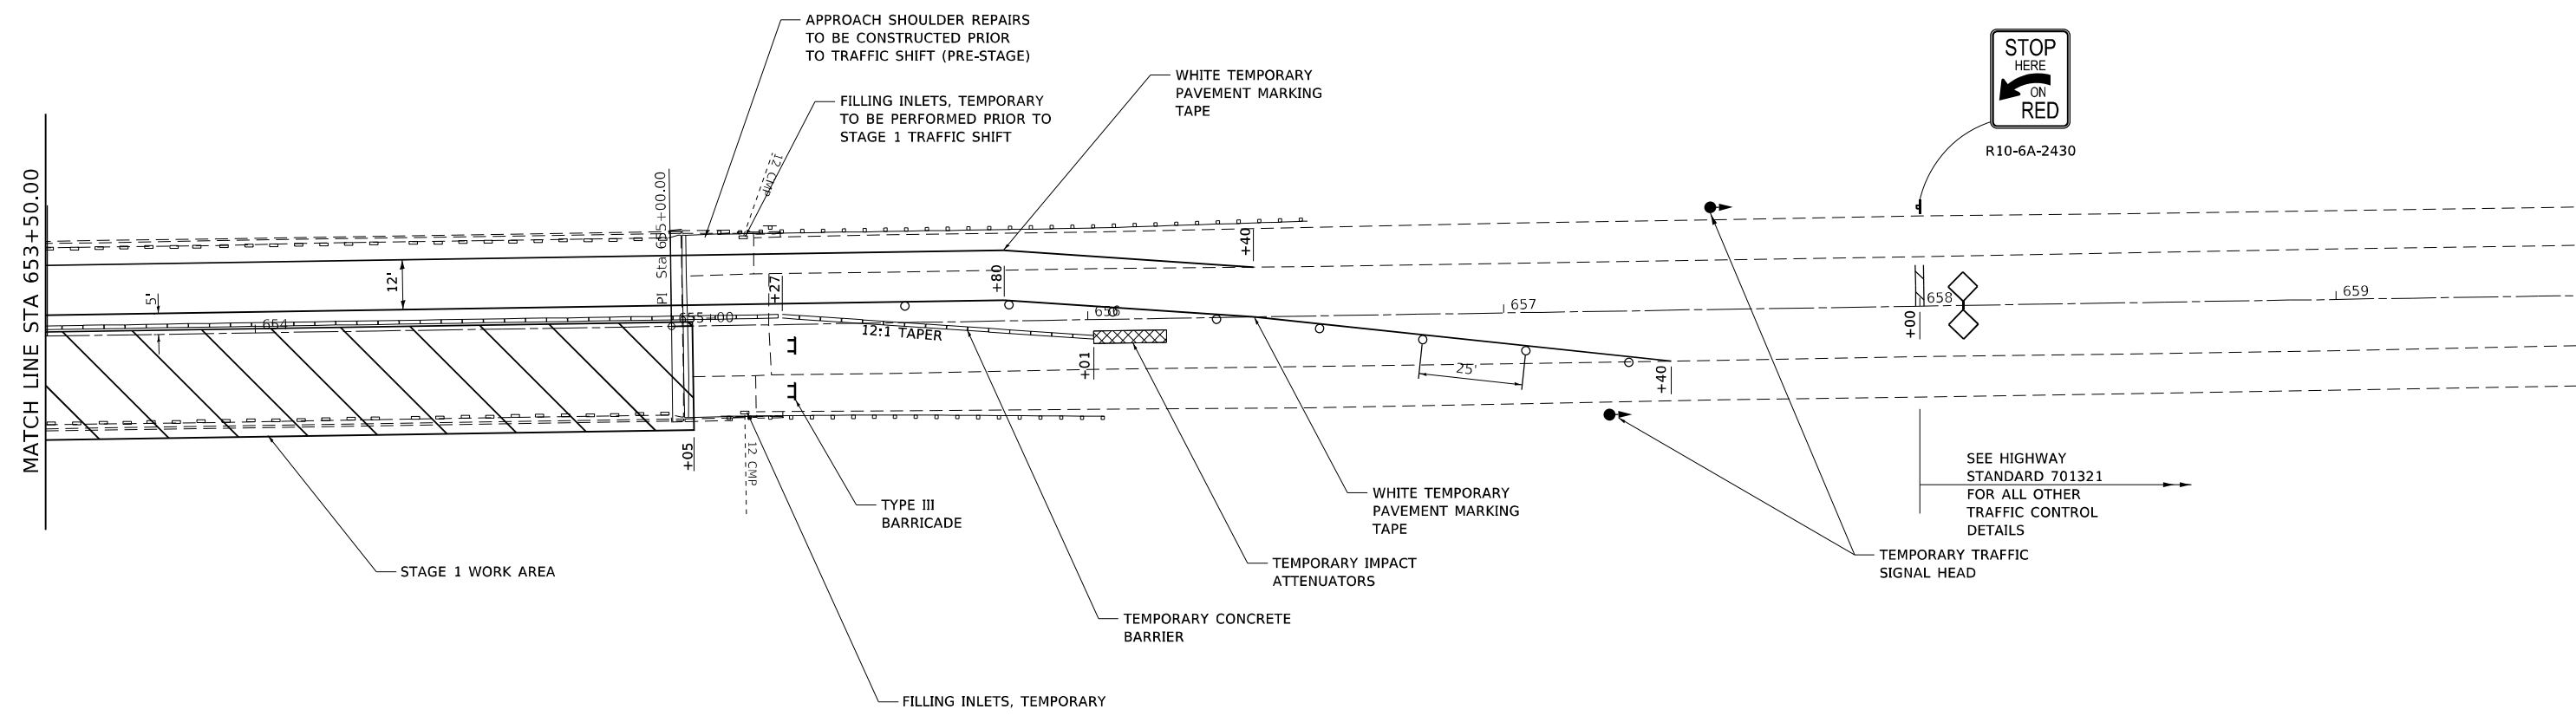 APPROACH SHOULDER REPAIRS
TO BE CONSTRUCTED PRIOR
TO TRAFFIC SHIFT (PRE-STAGE)
FILLING INLETS, TEMPORARY
TO BE PERFORMED PRIOR TO
STAGE 1 TRAFFIC SHIFT
WHITE TEMPORARY
PAVEMENT MARKING
TAPE
STOP
HERE
ON
RED
R10-6A-2430
MATCH LINE STA 653+50.00
PI Sta 655+00.00
12 CMP
5'
12'
+27
+80
+40
654
655+00
656
657
658
659
12:1 TAPER
+01
25'
+40
+00
+05
12 CMP
SEE HIGHWAY
STANDARD 701321
FOR ALL OTHER
TRAFFIC CONTROL
DETAILS
TYPE III
BARRICADE
WHITE TEMPORARY
PAVEMENT MARKING
TAPE
TEMPORARY TRAFFIC
SIGNAL HEAD
STAGE 1 WORK AREA
TEMPORARY IMPACT
ATTENUATORS
TEMPORARY CONCRETE
BARRIER
FILLING INLETS, TEMPORARY